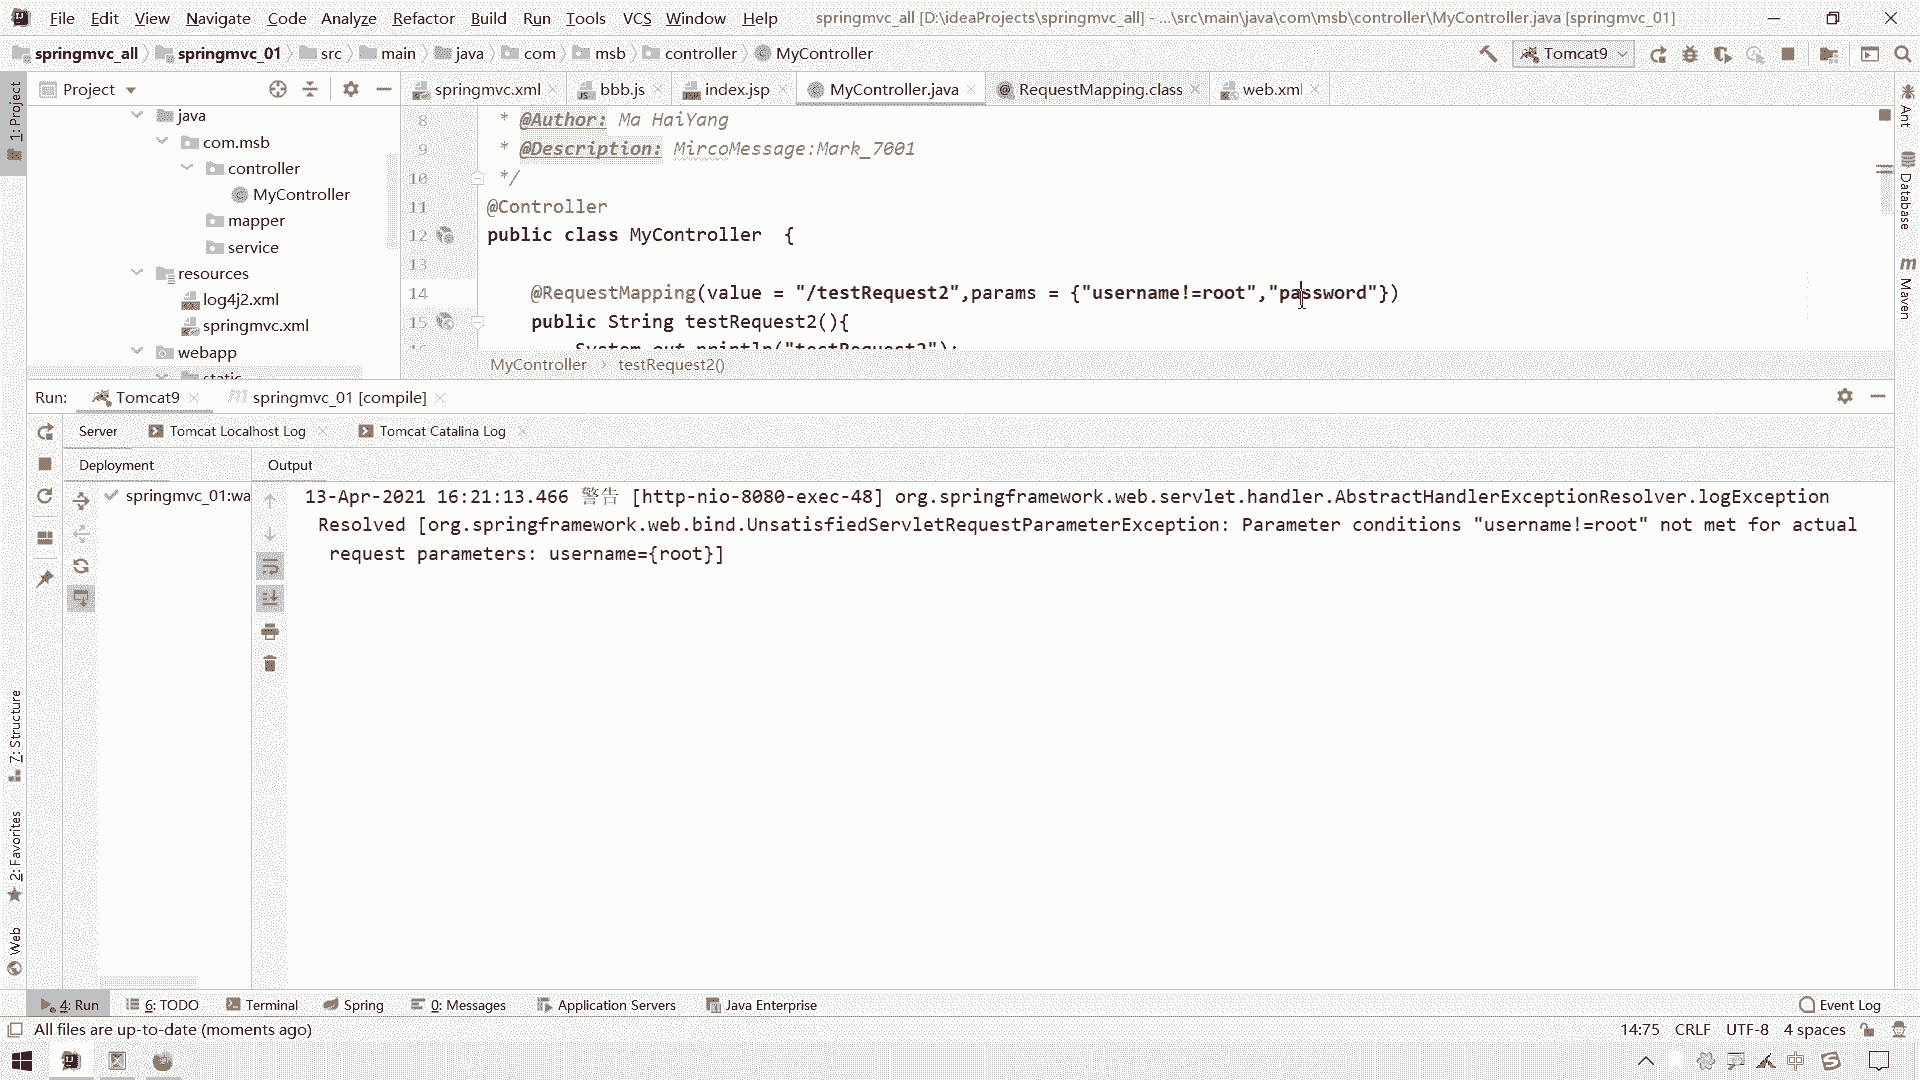 File Edit View Navigate Code Analyze Refactor Build Run Tools VCS Window Help springmvc_all [D:\ideaProjects\springmvc_all] - ...\src\main\java\com\msb\controller\MyController.java [springmvc_01]
springmvc_all springmvc_01 src main java com msb controller MyController Tomcat9
1: Project
Project
springmvc.xml bbb.js index.jsp MyController.java RequestMapping.class web.xml
java
com.msb
controller
MyController
mapper
service
resources
log4j2.xml
springmvc.xml
webapp
static
8 * @Author: Ma HaiYang
9 * @Description: MircoMessage:Mark_7001
10 */
11 @Controller
12 public class MyController {
13
14 @RequestMapping(value = "/testRequest2",params = {"username!=root","password"})
15 public String testRequest2(){
System.out.println("testRequest2");
MyController testRequest2()
Ant
Database
Maven
Run: Tomcat9 springmvc_01 [compile]
Server Tomcat Localhost Log Tomcat Catalina Log
Deployment Output
springmvc_01:wa
13-Apr-2021 16:21:13.466 警告 [http-nio-8080-exec-48] org.springframework.web.servlet.handler.AbstractHandlerExceptionResolver.logException
Resolved [org.springframework.web.bind.UnsatisfiedServletRequestParameterException: Parameter conditions "username!=root" not met for actual
request parameters: username={root}]
7: Structure
2: Favorites
Web
4: Run 6: TODO Terminal Spring 0: Messages Application Servers Java Enterprise Event Log
All files are up-to-date (moments ago) 14:75 CRLF UTF-8 4 spaces
中